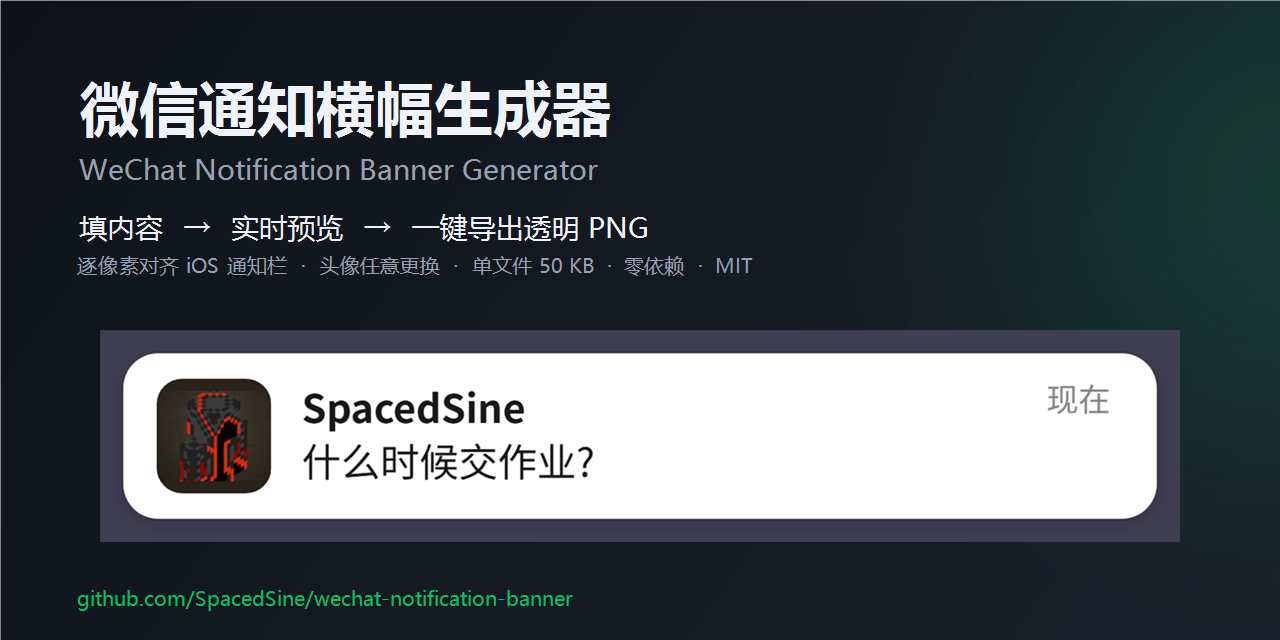 微信通知横幅生成器
WeChat Notification Banner Generator
填内容 → 实时预览 → 一键导出透明 PNG
逐像素对齐 iOS 通知栏 · 头像任意更换 · 单文件 50 KB · 零依赖 · MIT
SpacedSine
现在
什么时候交作业?
github.com/SpacedSine/wechat-notification-banner